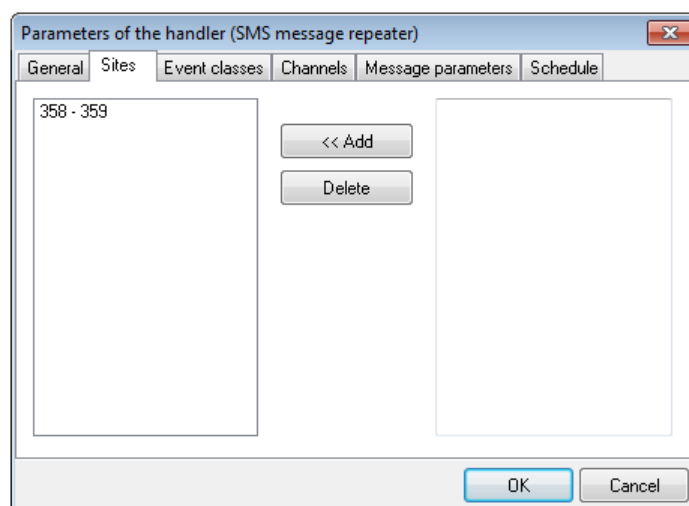 Parameters of the handler (SMS message repeater)
General Sites Event classes Channels Message parameters Schedule
358 - 359
<< Add
Delete
OK Cancel